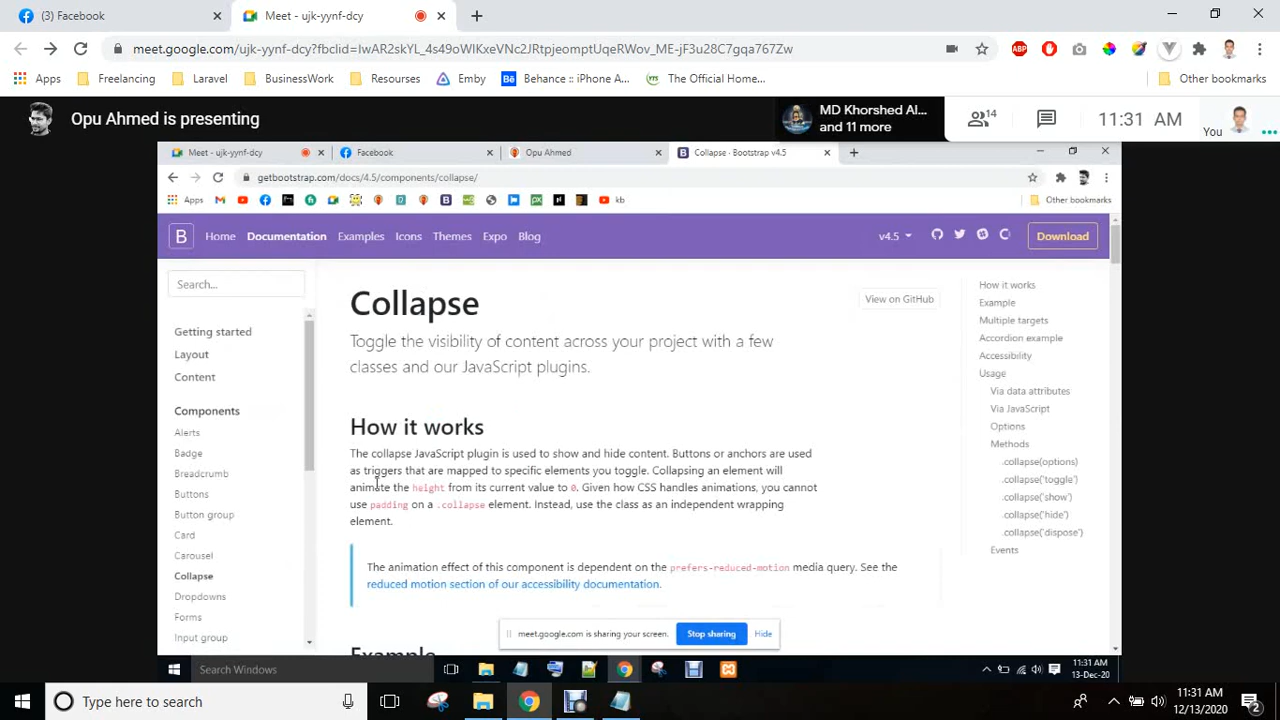 (3) Facebook
Meet - ujk-yynf-dcy
meet.google.com/ujk-yynf-dcy?fbclid=IwAR2skYL_4s49oWIKxeVNc2JRtpjeomptUqeRWov_ME-jF3u28C7gqa767Zw
Apps
Freelancing
Laravel
BusinessWork
Resourses
Emby
Behance :: iPhone A...
The Official Home...
Other bookmarks
Opu Ahmed is presenting
MD Khorshed Al...
and 11 more
14
11:31 AM
You
Meet - ujk-yynf-dcy
Facebook
Opu Ahmed
Collapse · Bootstrap v4.5
getbootstrap.com/docs/4.5/components/collapse/
Apps
kb
Other bookmarks
B
Home
Documentation
Examples
Icons
Themes
Expo
Blog
v4.5
Download
Search...
Getting started
Layout
Content
Components
Alerts
Badge
Breadcrumb
Buttons
Button group
Card
Carousel
Collapse
Dropdowns
Forms
Input group
Collapse
View on GitHub
Toggle the visibility of content across your project with a few
classes and our JavaScript plugins.
How it works
The collapse JavaScript plugin is used to show and hide content. Buttons or anchors are used
as triggers that are mapped to specific elements you toggle. Collapsing an element will
animate the height from its current value to 0. Given how CSS handles animations, you cannot
use padding on a .collapse element. Instead, use the class as an independent wrapping
element.
The animation effect of this component is dependent on the prefers-reduced-motion media query. See the
reduced motion section of our accessibility documentation.
Example
How it works
Example
Multiple targets
Accordion example
Accessibility
Usage
Via data attributes
Via JavaScript
Options
Methods
.collapse(options)
.collapse('toggle')
.collapse('show')
.collapse('hide')
.collapse('dispose')
Events
meet.google.com is sharing your screen.
Stop sharing
Hide
Search Windows
11:31 AM
13-Dec-20
Type here to search
11:31 AM
12/13/2020
2